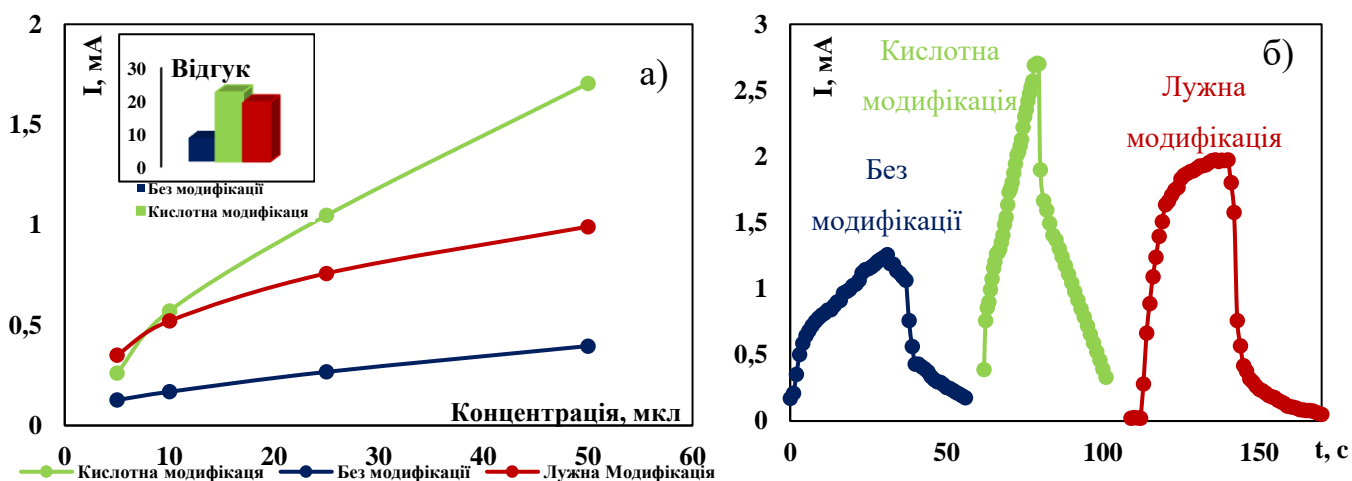 2
1,5
1
0,5
0
0
10
20
30
40
50
60
I, мА
а)
Концентрація, мкл
30
20
10
0
Відгук
Без модифікації
Кислотна модифікаця
Кислотна модифікаця
Без модифікації
Лужна Модифікація
3
2,5
2
1,5
1
0,5
0
0
50
100
150
I, мА
t, с
б)
Без
модифікації
Кислотна
модифікація
Лужна
модифікація